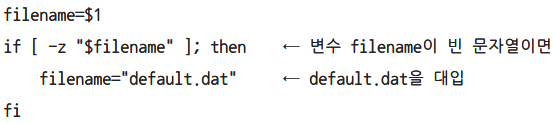 filename=$1
if [ -z "$filename" ]; then ← 변수 filename이 빈 문자열이면
    filename="default.dat" ← default.dat을 대입
fi